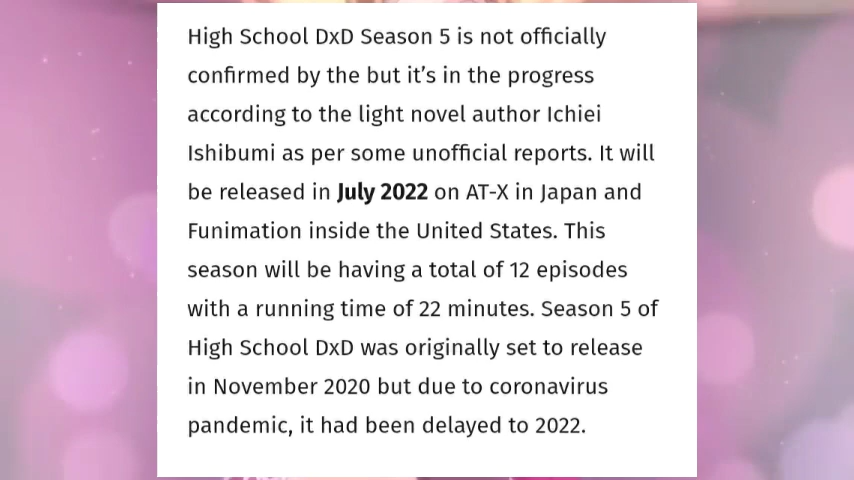 High School DxD Season 5 is not officially
confirmed by the but it’s in the progress
according to the light novel author Ichiei
Ishibumi as per some unofficial reports. It will
be released in July 2022 on AT-X in Japan and
Funimation inside the United States. This
season will be having a total of 12 episodes
with a running time of 22 minutes. Season 5 of
High School DxD was originally set to release
in November 2020 but due to coronavirus
pandemic, it had been delayed to 2022.